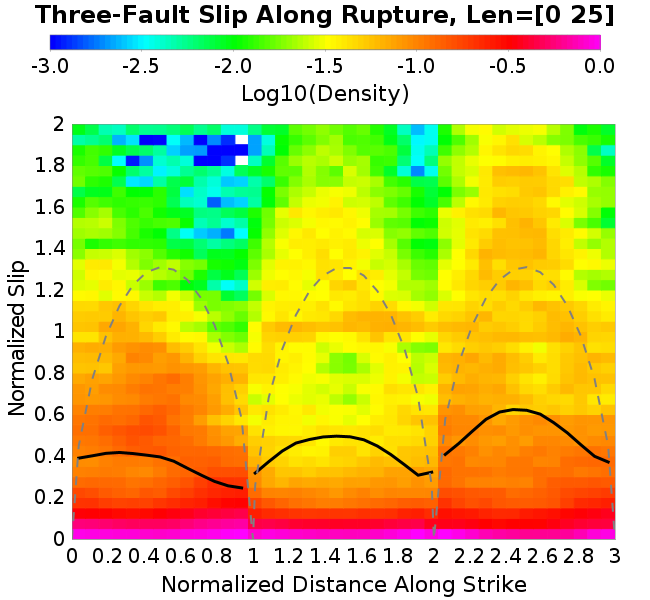 Three-Fault Slip Along Rupture, Len=[0 25]
-3.0 -2.5 -2.0 -1.5 -1.0 -0.5 0.0
Log10(Density)
2
1.8
1.6
1.4
1.2
1
0.8
0.6
0.4
0.2
0
Normalized Slip
0 0.2 0.4 0.6 0.8 1 1.2 1.4 1.6 1.8 2 2.2 2.4 2.6 2.8 3
Normalized Distance Along Strike